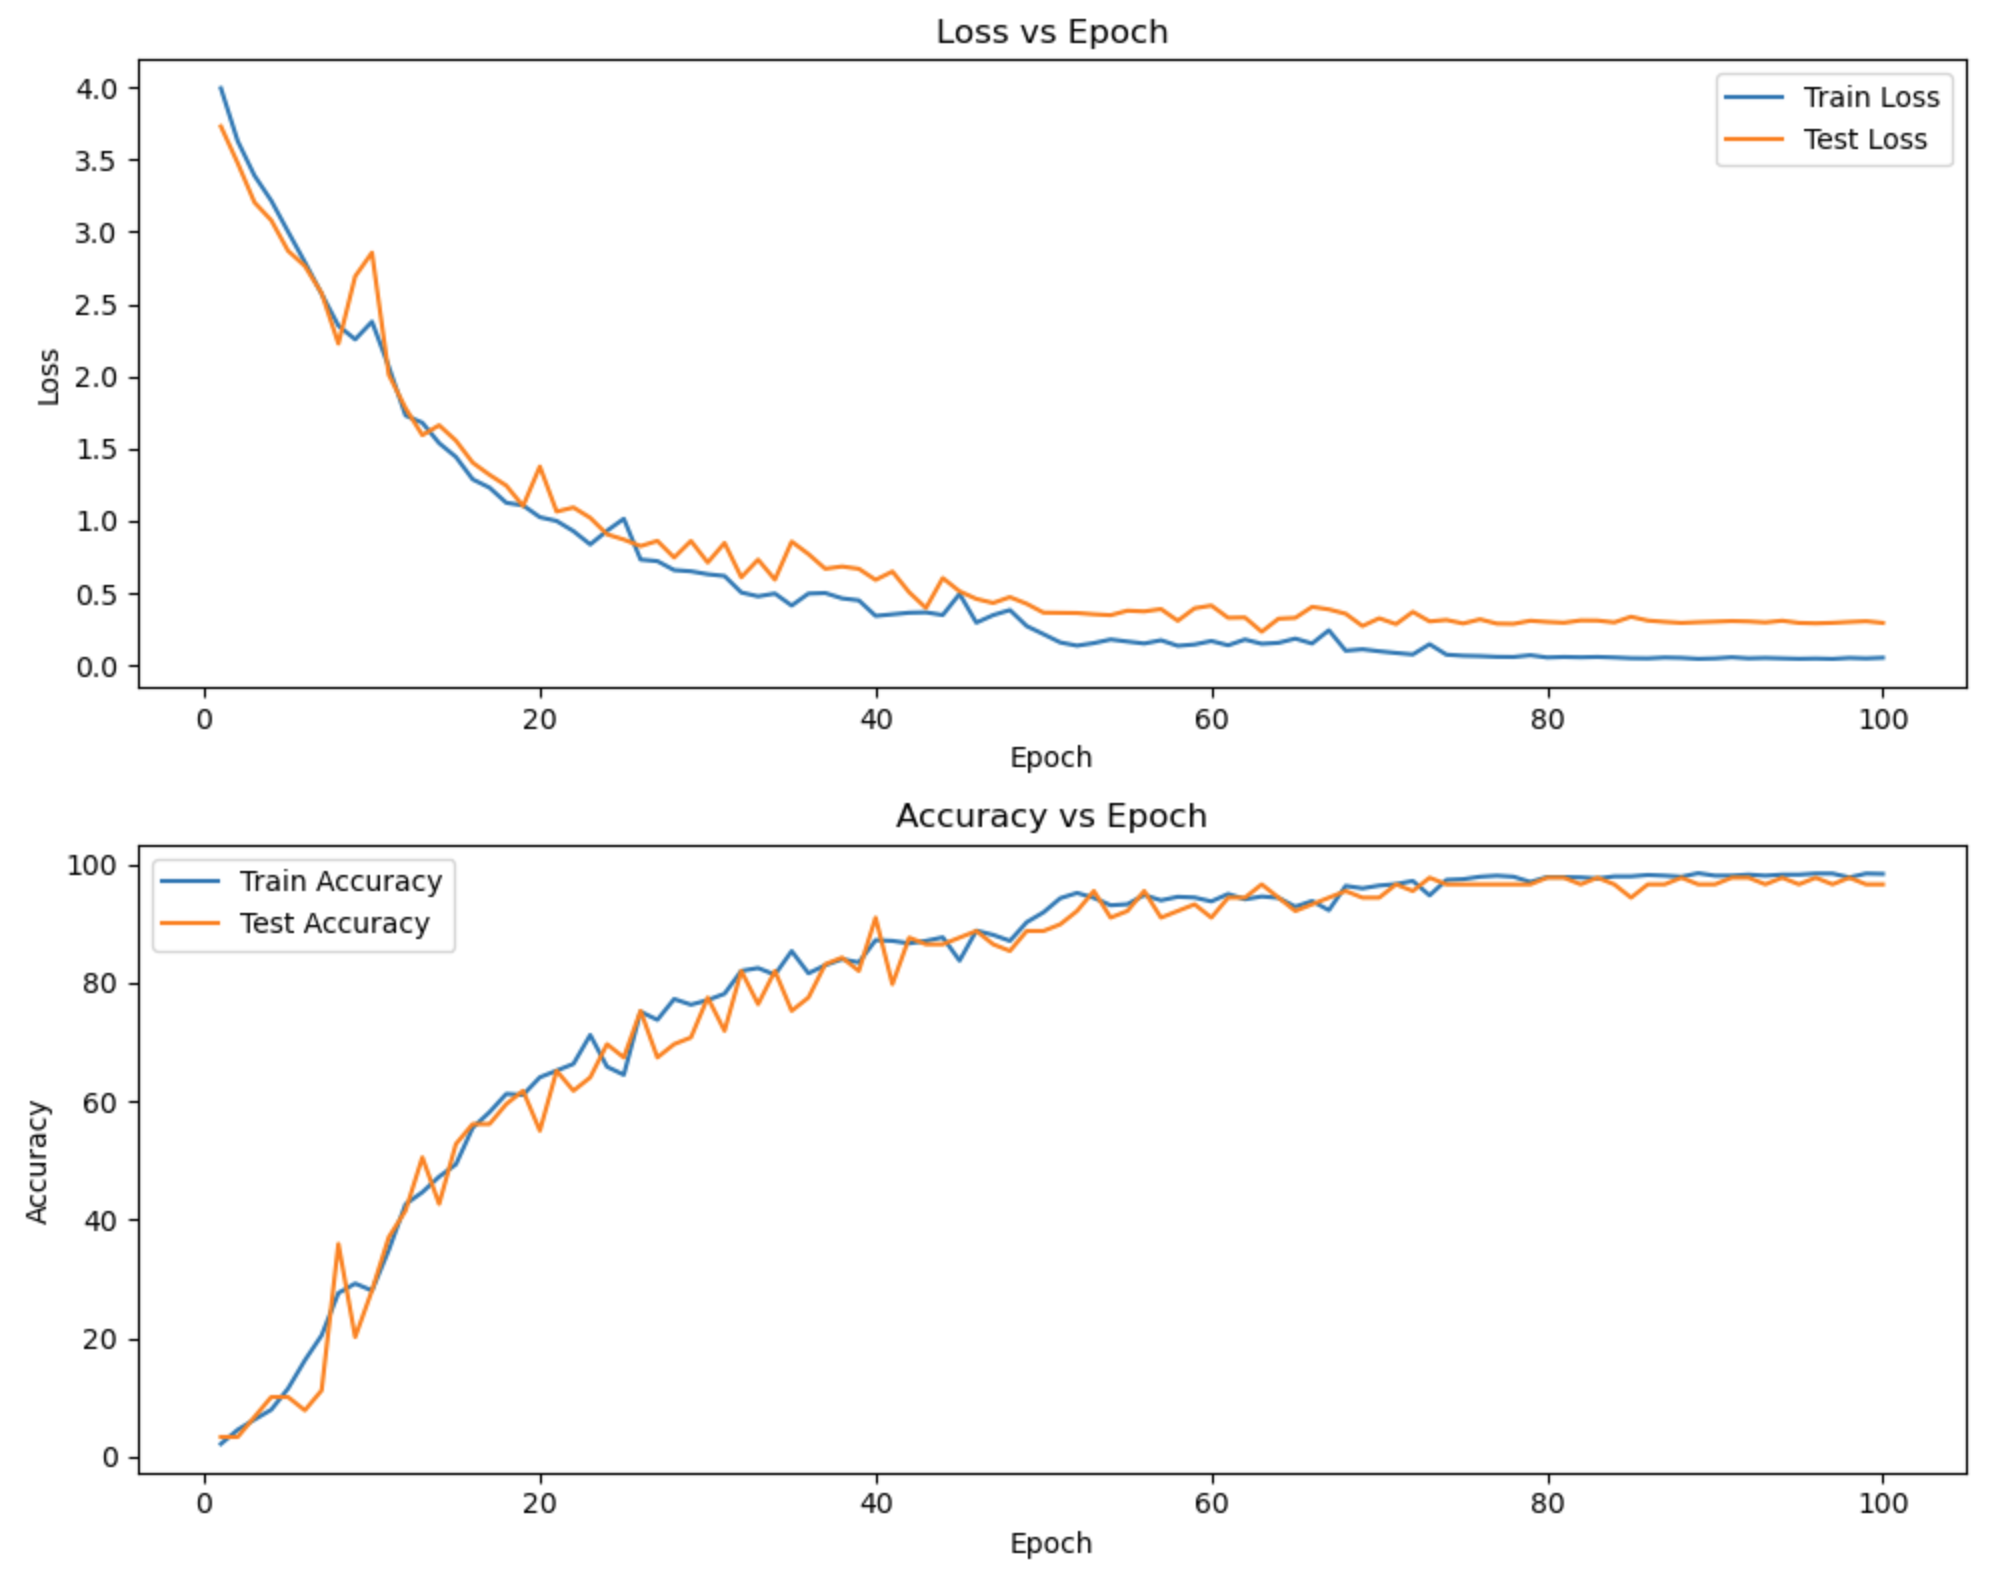 Loss vs Epoch
Train Loss
Test Loss
4.0
3.5
3.0
2.5
2.0
1.5
1.0
0.5
0.0
Loss
0 20 40 60 80 100
Epoch
Accuracy vs Epoch
Train Accuracy
Test Accuracy
100
80
60
40
20
0
Accuracy
0 20 40 60 80 100
Epoch